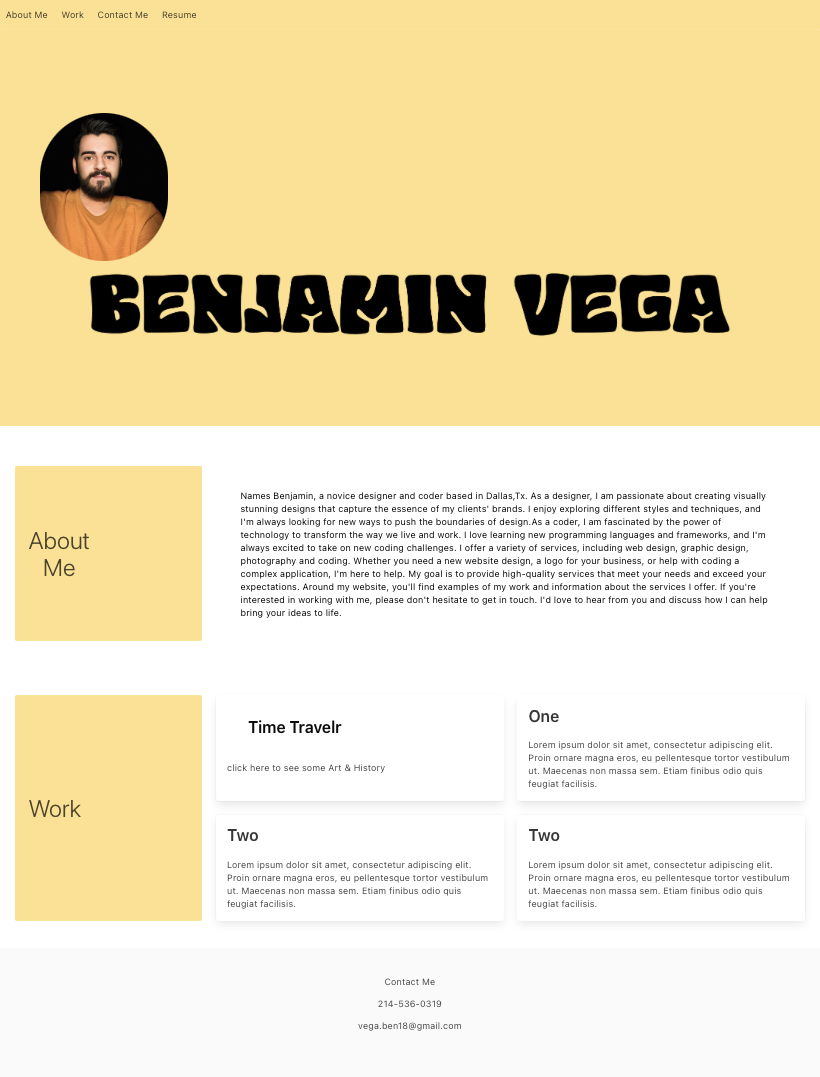 About Me Work Contact Me Resume
BENJAMIN VEGA
About
Me
Names Benjamin, a novice designer and coder based in Dallas,Tx. As a designer, I am passionate about creating visually
stunning designs that capture the essence of my clients' brands. I enjoy exploring different styles and techniques, and
I'm always looking for new ways to push the boundaries of design.As a coder, I am fascinated by the power of
technology to transform the way we live and work. I love learning new programming languages and frameworks, and I'm
always excited to take on new coding challenges. I offer a variety of services, including web design, graphic design,
photography and coding. Whether you need a new website design, a logo for your business, or help with coding a
complex application, I'm here to help. My goal is to provide high-quality services that meet your needs and exceed your
expectations. Around my website, you'll find examples of my work and information about the services I offer. If you're
interested in working with me, please don't hesitate to get in touch. I'd love to hear from you and discuss how I can help
bring your ideas to life.
Work
Time Travelr
click here to see some Art & History
One
Lorem ipsum dolor sit amet, consectetur adipiscing elit.
Proin ornare magna eros, eu pellentesque tortor vestibulum
ut. Maecenas non massa sem. Etiam finibus odio quis
feugiat facilisis.
Two
Lorem ipsum dolor sit amet, consectetur adipiscing elit.
Proin ornare magna eros, eu pellentesque tortor vestibulum
ut. Maecenas non massa sem. Etiam finibus odio quis
feugiat facilisis.
Two
Lorem ipsum dolor sit amet, consectetur adipiscing elit.
Proin ornare magna eros, eu pellentesque tortor vestibulum
ut. Maecenas non massa sem. Etiam finibus odio quis
feugiat facilisis.
Contact Me
214-536-0319
vega.ben18@gmail.com